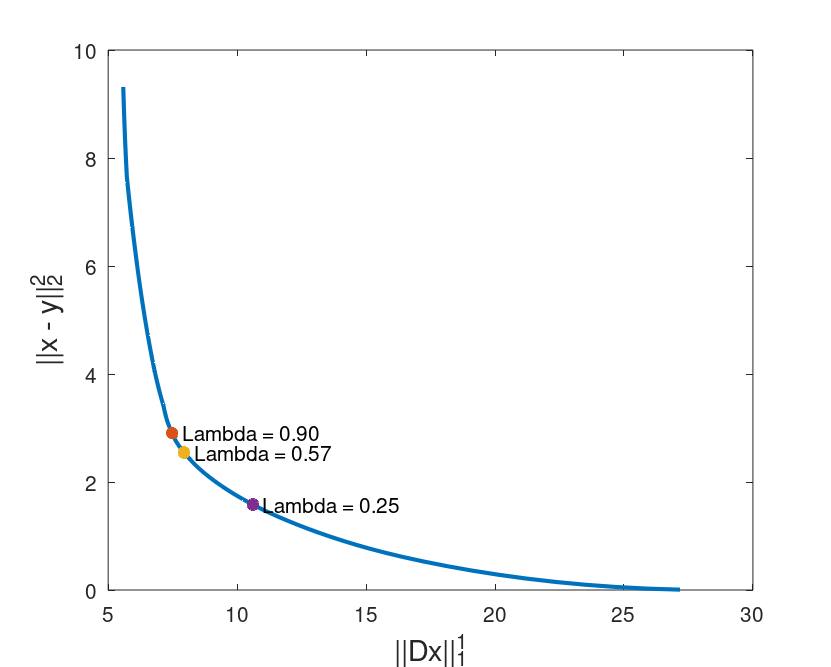 10
8
6
4
2
0
||x - y||₂²
Lambda = 0.90
Lambda = 0.57
Lambda = 0.25
5 10 15 20 25 30
||Dx||₁¹